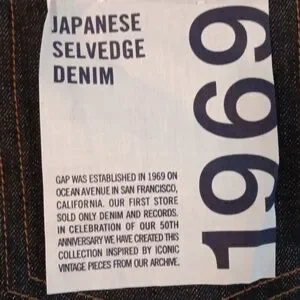 JAPANESE
SELVEDGE
DENIM
GAP WAS ESTABLISHED IN 1969 ON
OCEAN AVENUE IN SAN FRANCISCO,
CALIFORNIA. OUR FIRST STORE
SOLD ONLY DENIM AND RECORDS.
IN CELEBRATION OF OUR 50TH
ANNIVERSARY WE HAVE CREATED THIS
COLLECTION INSPIRED BY ICONIC
VINTAGE PIECES FROM OUR ARCHIVE.
1969